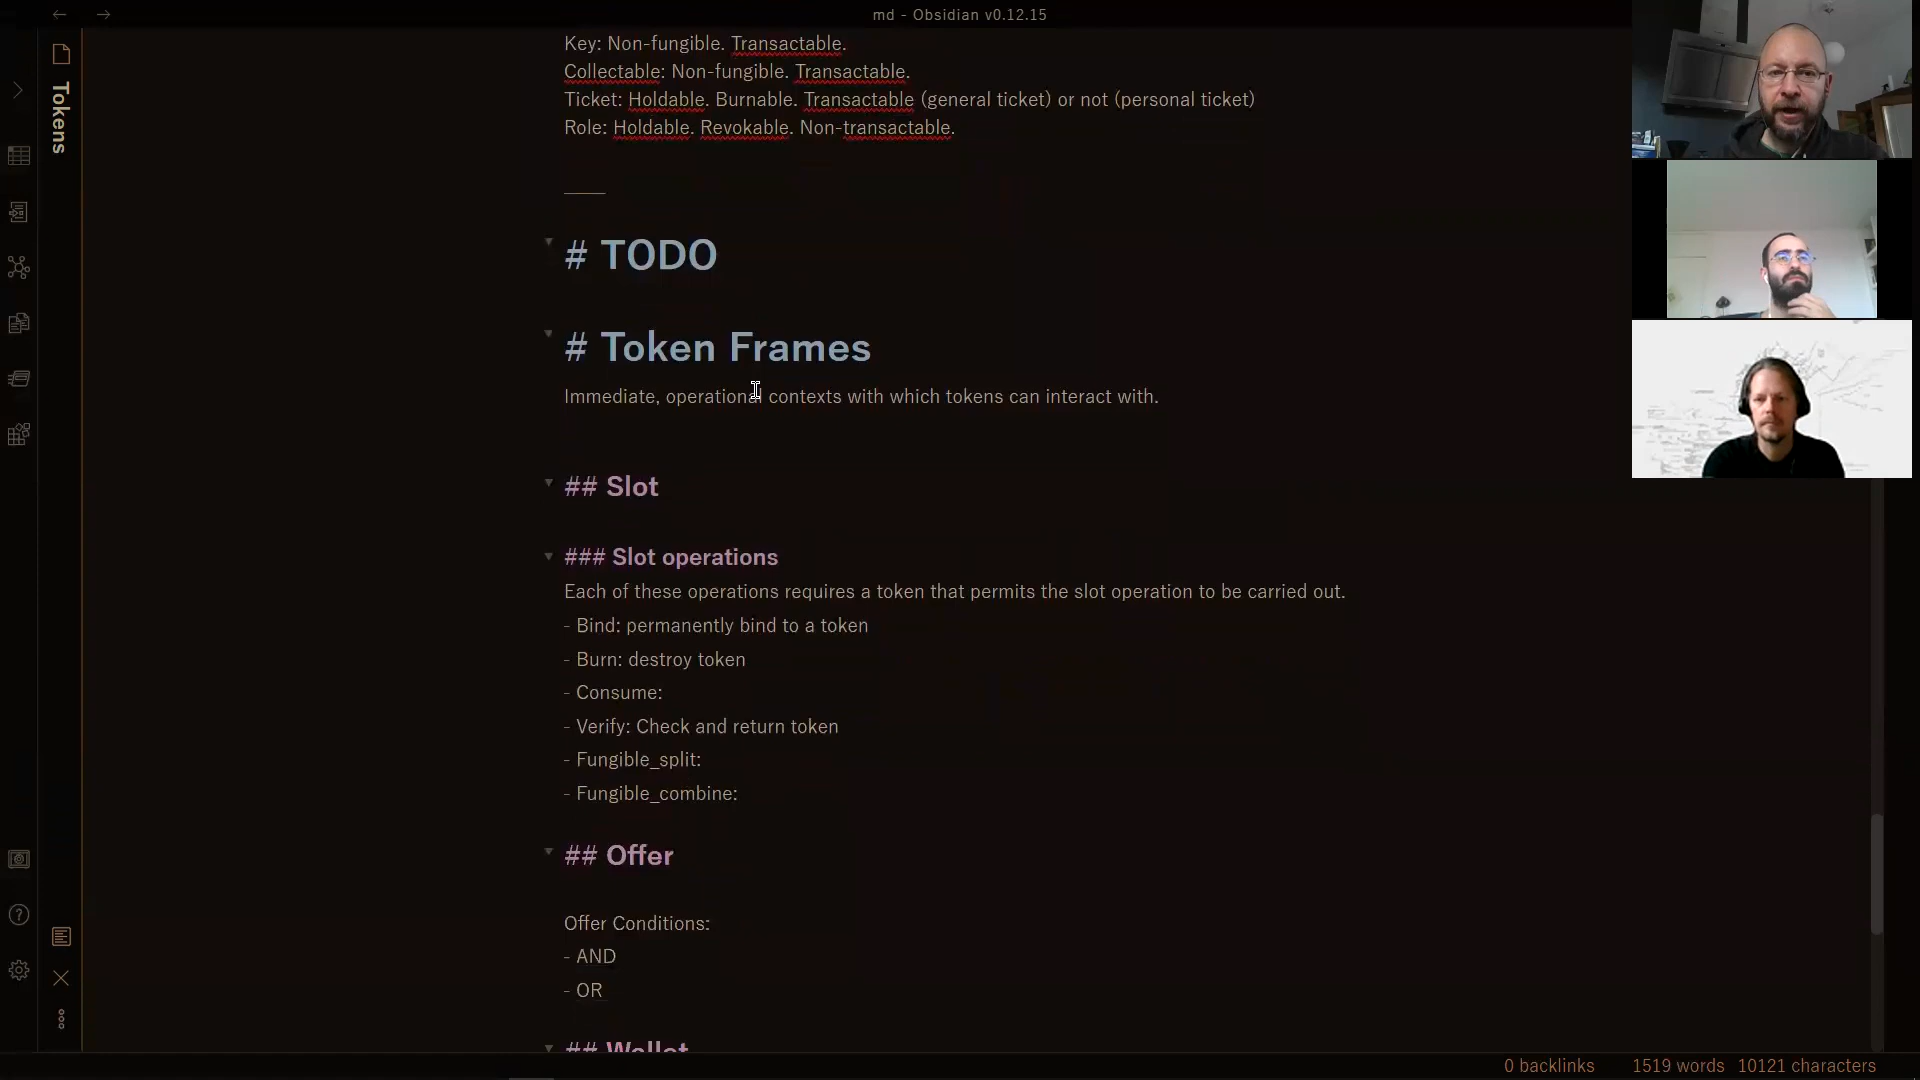 md - Obsidian v0.12.15
Tokens
Key: Non-fungible. Transactable.
Collectable: Non-fungible. Transactable.
Ticket: Holdable. Burnable. Transactable (general ticket) or not (personal ticket)
Role: Holdable. Revokable. Non-transactable.
____
# TODO
# Token Frames
Immediate, operational contexts with which tokens can interact with.
## Slot
### Slot operations
Each of these operations requires a token that permits the slot operation to be carried out.
- Bind: permanently bind to a token
- Burn: destroy token
- Consume:
- Verify: Check and return token
- Fungible_split:
- Fungible_combine:
## Offer
Offer Conditions:
- AND
- OR
## Wallet
0 backlinks 1519 words 10121 characters